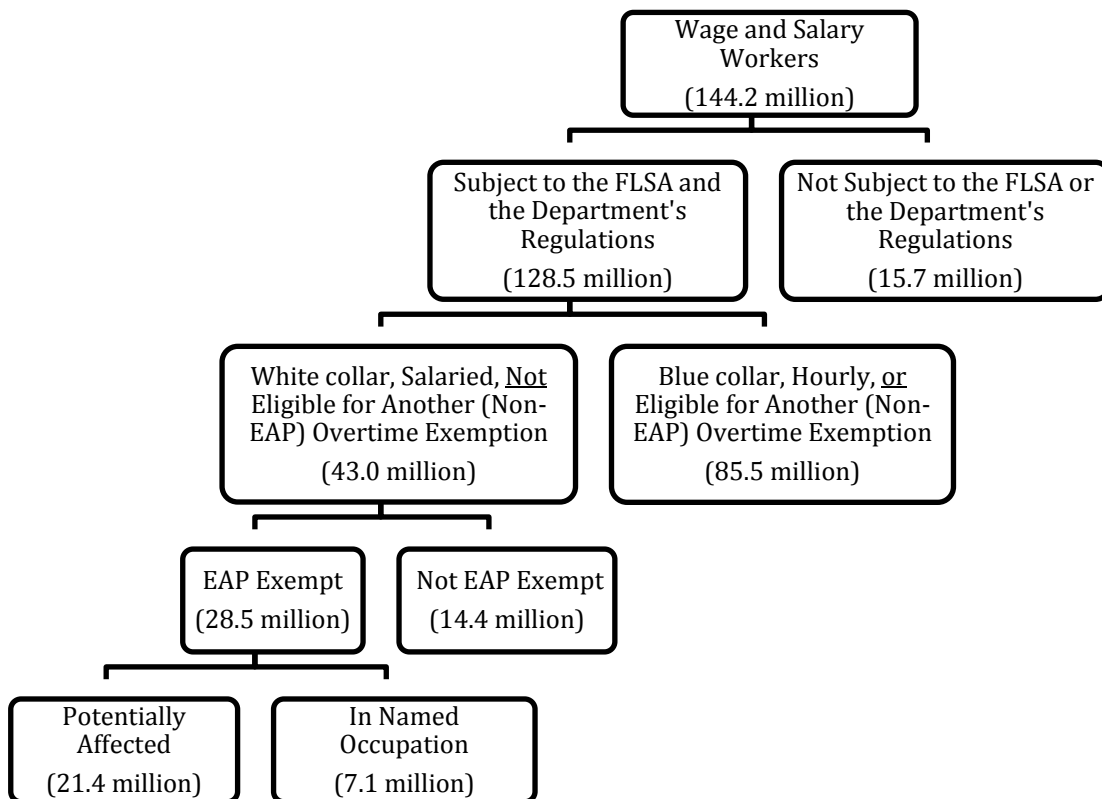 Wage and Salary
Workers
(144.2 million)
Subject to the FLSA and
the Department's
Regulations
(128.5 million)
Not Subject to the FLSA or
the Department's
Regulations
(15.7 million)
White collar, Salaried, Not
Eligible for Another (Non-
EAP) Overtime Exemption
(43.0 million)
Blue collar, Hourly, or
Eligible for Another (Non-
EAP) Overtime Exemption
(85.5 million)
EAP Exempt
(28.5 million)
Not EAP Exempt
(14.4 million)
Potentially
Affected
(21.4 million)
In Named
Occupation
(7.1 million)